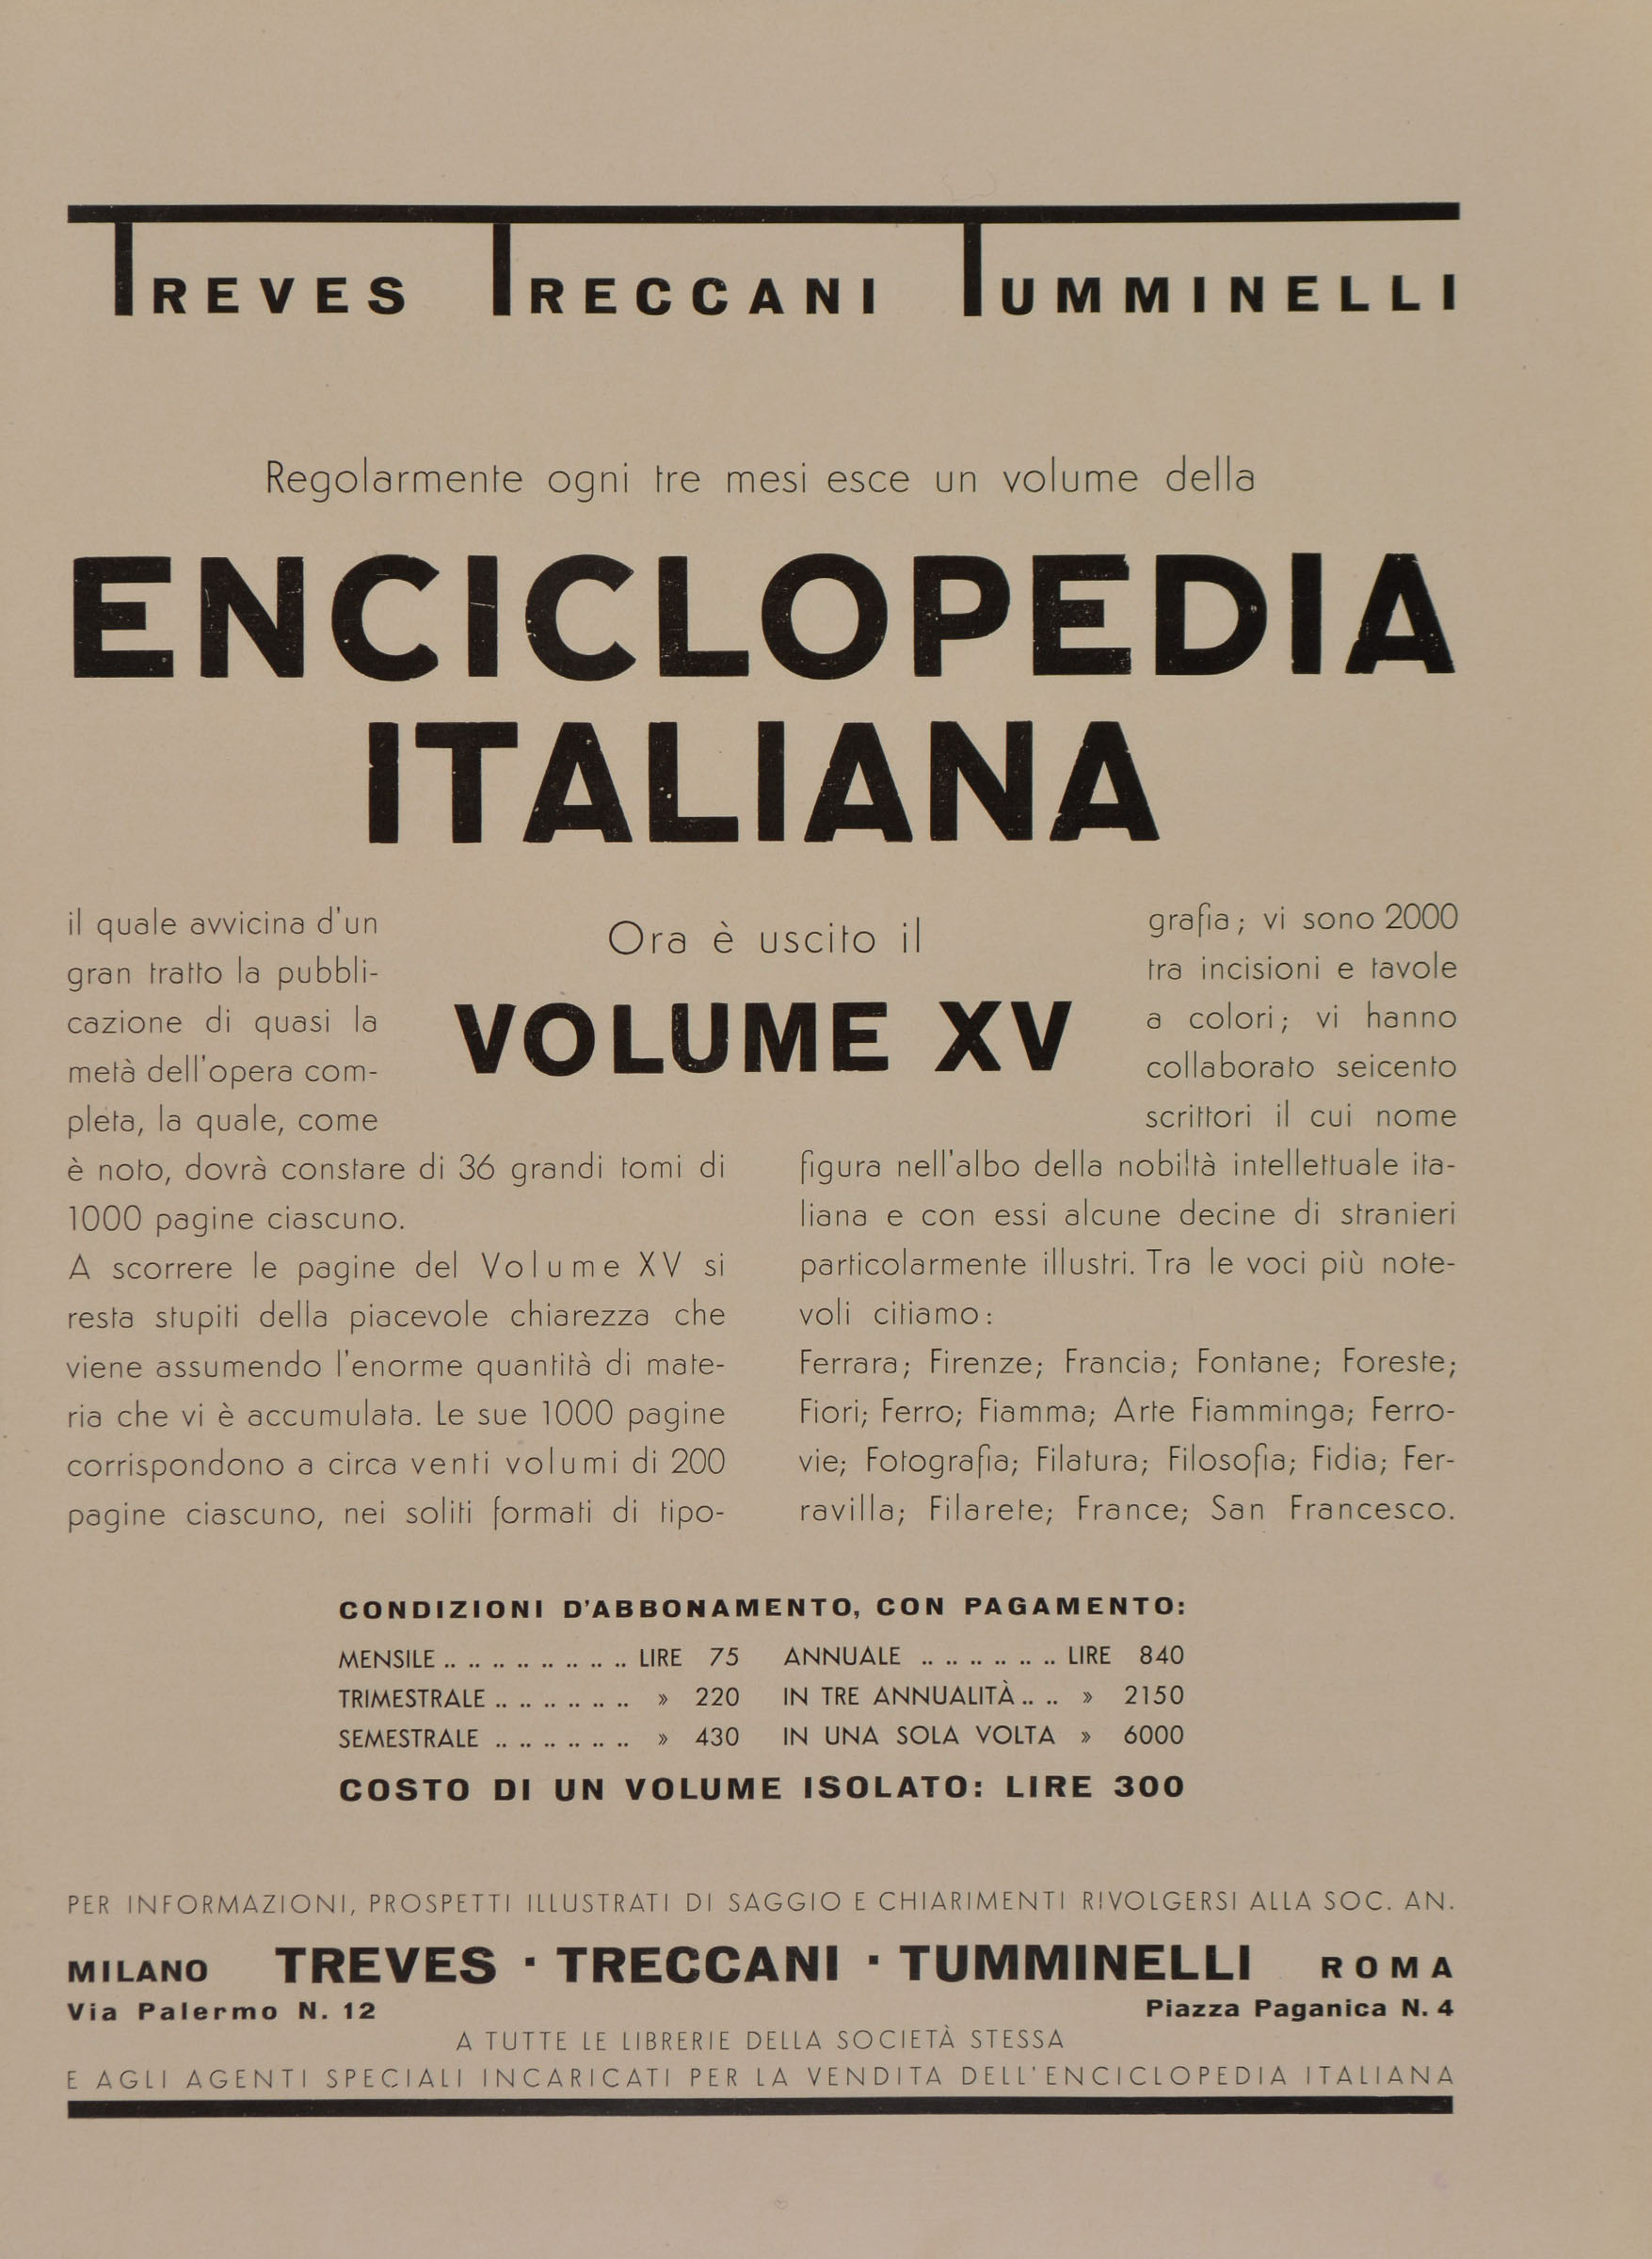 TREVES TRECCANI TUMMINELLI
Regolarmente ogni tre mesi esce un volume della
ENCICLOPEDIA
ITALIANA
Ora è uscito il
VOLUME XV
il quale avvicina d'un
gran tratto la pubbli-
cazione di quasi la
metà dell'opera com-
pleta, la quale, come
è noto, dovrà constare di 36 grandi tomi di
1000 pagine ciascuno.
A scorrere le pagine del Volume XV si
resta stupiti della piacevole chiarezza che
viene assumendo l'enorme quantità di mate-
ria che vi è accumulata. Le sue 1000 pagine
corrispondono a circa venti volumi di 200
pagine ciascuno, nei soliti formati di tipo-
grafia; vi sono 2000
tra incisioni e tavole
a colori; vi hanno
collaborato seicento
scrittori il cui nome
figura nell'albo della nobiltà intellettuale ita-
liana e con essi alcune decine di stranieri
particolarmente illustri. Tra le voci più note-
voli citiamo:
Ferrara; Firenze; Francia; Fontane; Foreste;
Fiori; Ferro; Fiamma; Arte Fiamminga; Ferro-
vie; Fotografia; Filatura; Filosofia; Fidia; Fer-
ravilla; Filarete; France; San Francesco.
CONDIZIONI D'ABBONAMENTO, CON PAGAMENTO:
MENSILE .. .. .. .. .. .. .. .. LIRE 75 ANNUALE .. .. .. .. .. .. LIRE 840
TRIMESTRALE .. .. .. .. .. .. » 220 IN TRE ANNUALITÀ .. .. » 2150
SEMESTRALE .. .. .. .. .. .. » 430 IN UNA SOLA VOLTA » 6000
COSTO DI UN VOLUME ISOLATO: LIRE 300
PER INFORMAZIONI, PROSPETTI ILLUSTRATI DI SAGGIO E CHIARIMENTI RIVOLGERSI ALLA SOC. AN.
MILANO TREVES · TRECCANI · TUMMINELLI ROMA
Via Palermo N. 12 Piazza Paganica N. 4
A TUTTE LE LIBRERIE DELLA SOCIETÀ STESSA
E AGLI AGENTI SPECIALI INCARICATI PER LA VENDITA DELL'ENCICLOPEDIA ITALIANA